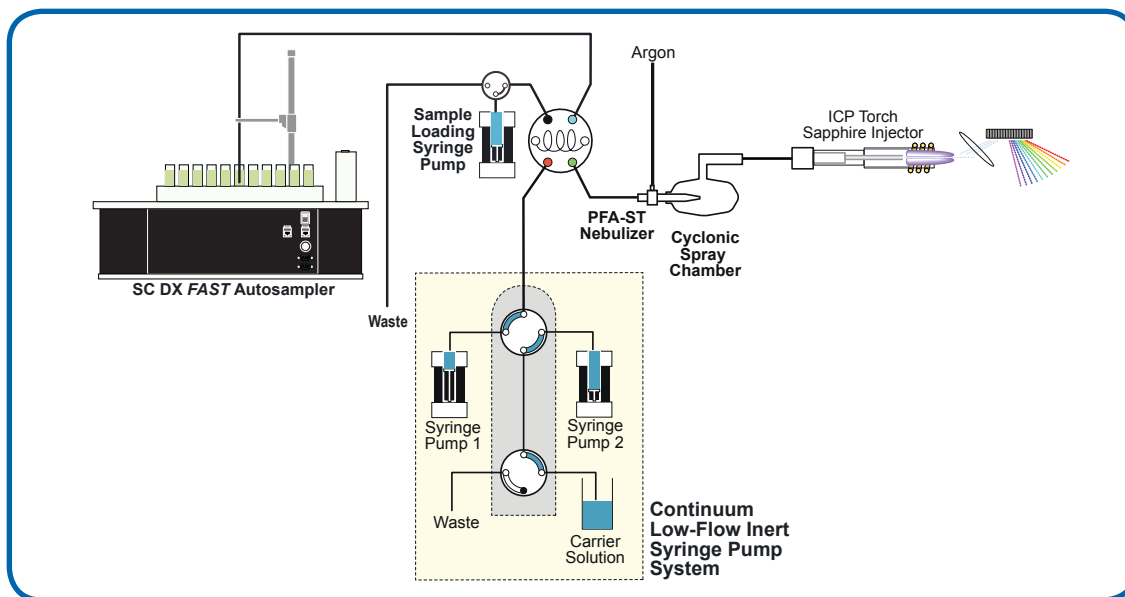 Argon
ICP Torch
Sapphire Injector
Sample
Loading
Syringe
Pump
PFA-ST
Nebulizer
Cyclonic
Spray
Chamber
SC DX FAST Autosampler
Waste
Syringe
Pump 1
Syringe
Pump 2
Waste
Carrier
Solution
Continuum
Low-Flow Inert
Syringe Pump
System